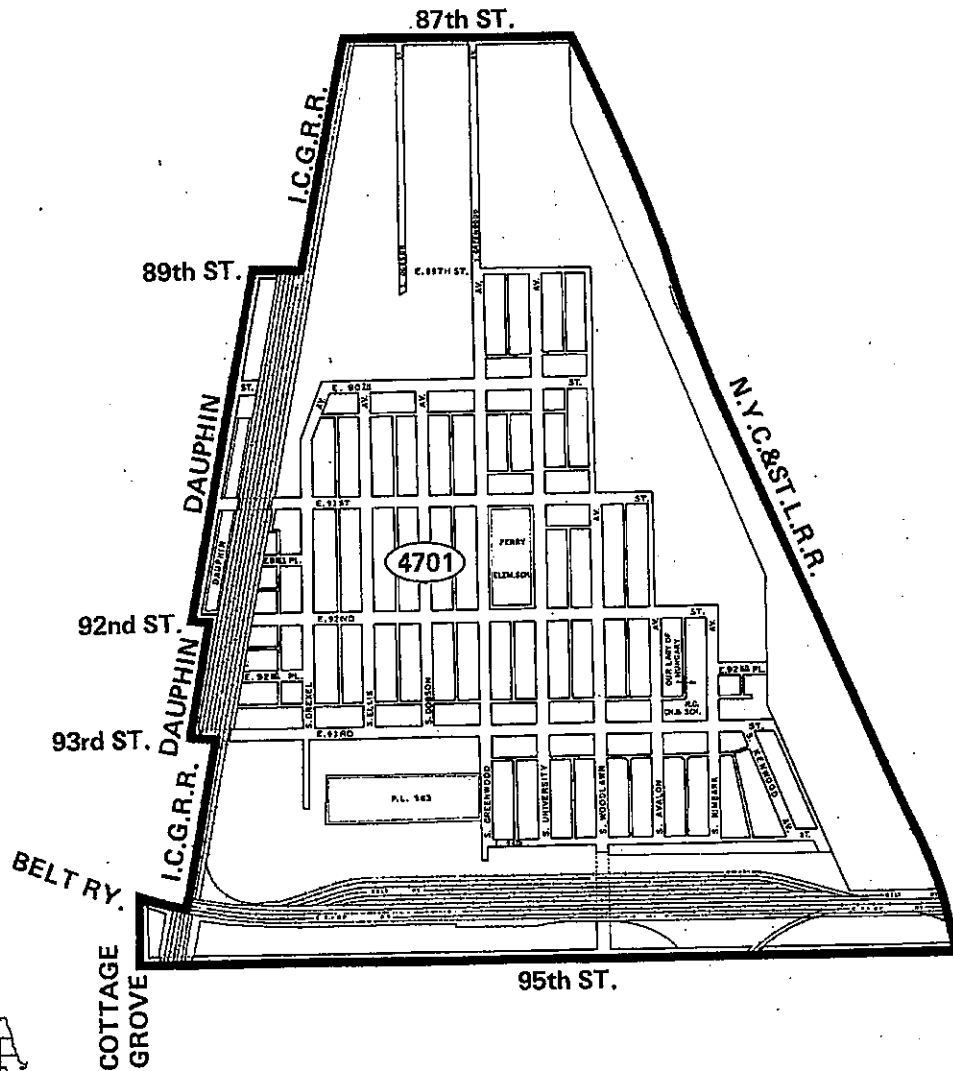 87th ST.
I.C.G.R.R.
89th ST.
E. 89TH ST.
AV.
AV.
N.Y.C.&ST.L.R.R.
DAUPHIN
ST.
E. 90TH
ST.
AV.
AV.
AV.
E. 91ST
ST.
AV.
PERRY
ELEM. SCH.
4701
DAUPHIN
92nd ST.
E. 92ND
ST.
AV.
AV.
OUR LADY OF
HUNGARY
R.C.
CH. & SCH.
PL.
S. DREXEL
S. ELLIS
S. DOBSON
DAUPHIN
93rd ST.
E. 93RD
ST.
S. KENWOOD
AV.
P.L. 563
S. GREENWOOD
S. UNIVERSITY
S. WOODLAWN
S. AVALON
S. KIMBARK
ST.
I.C.G.R.R.
BELT RY.
95th ST.
COTTAGE
GROVE